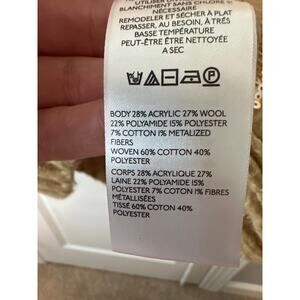 BLANCHIMENT SANS CHLORE SI
NÉCESSAIRE
REMODELER ET SÉCHER À PLAT
REPASSER, AU BESOIN, À TRÈS
BASSE TEMPÉRATURE
PEUT-ÊTRE ÊTRE NETTOYÉE
A SEC
P
BODY 28% ACRYLIC 27% WOOL
22% POLYAMIDE 15% POLYESTER
7% COTTON 1% METALIZED
FIBERS
WOVEN 60% COTTON 40%
POLYESTER
CORPS 28% ACRYLIQUE 27%
LAINE 22% POLYAMIDE 15%
POLYESTER 7% COTON 1% FIBRES
MÉTALLISÉES
TISSÉ 60% COTON 40%
POLYESTER